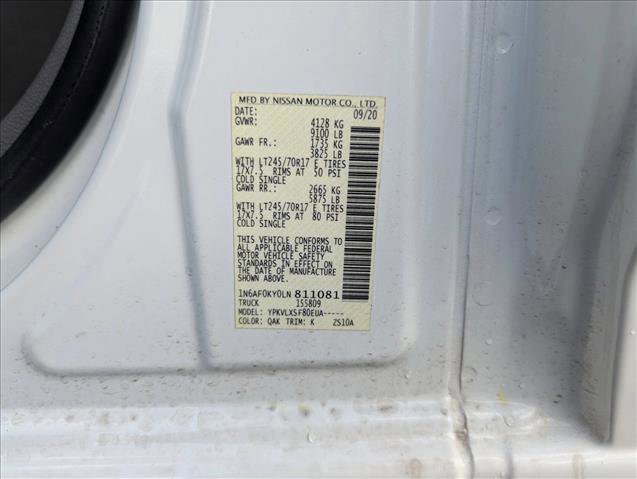 MFD BY NISSAN MOTOR CO., LTD.
DATE: 09/20
GVWR: 4128 KG
9100 LB
GAWR FR.: 1735 KG
3825 LB
WITH LT245/70R17 E TIRES
17X7.5 RIMS AT 50 PSI
COLD SINGLE
GAWR RR.: 2665 KG
5875 LB
WITH LT245/70R17 E TIRES
17X7.5 RIMS AT 80 PSI
COLD SINGLE
THIS VEHICLE CONFORMS TO
ALL APPLICABLE FEDERAL
MOTOR VEHICLE SAFETY
STANDARDS IN EFFECT ON
THE DATE OF MANUFACTURE
SHOWN ABOVE.
1N6AF0KY0LN 811081
TRUCK 155809
MODEL: YPKVLXSF80EUA-----
COLOR: QAK TRIM: K ZS10A